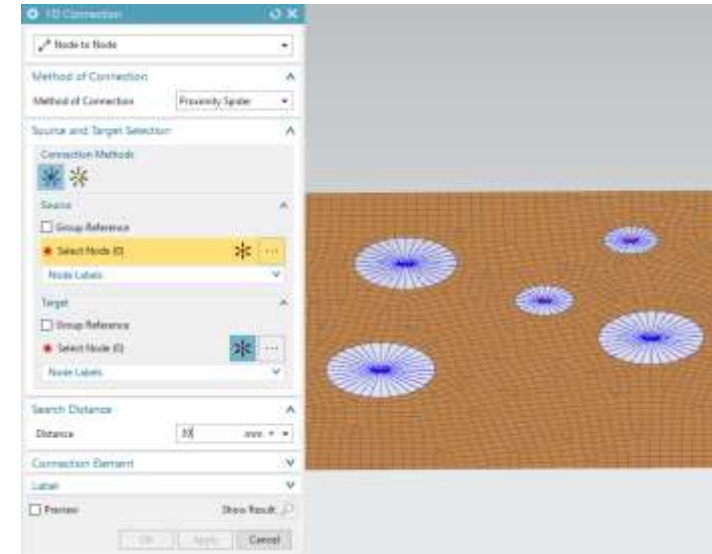 1D Connection
Node to Node
Method of Connection
Method of Connection Proximity Spider
Source and Target Selection
Connection Methods
Source
Group Reference
Select Node (0)
Node Labels
Target
Group Reference
Select Node (0)
Node Labels
Search Distance
Distance mm
Connection Element
Label
Preview Show Result
OK Apply Cancel